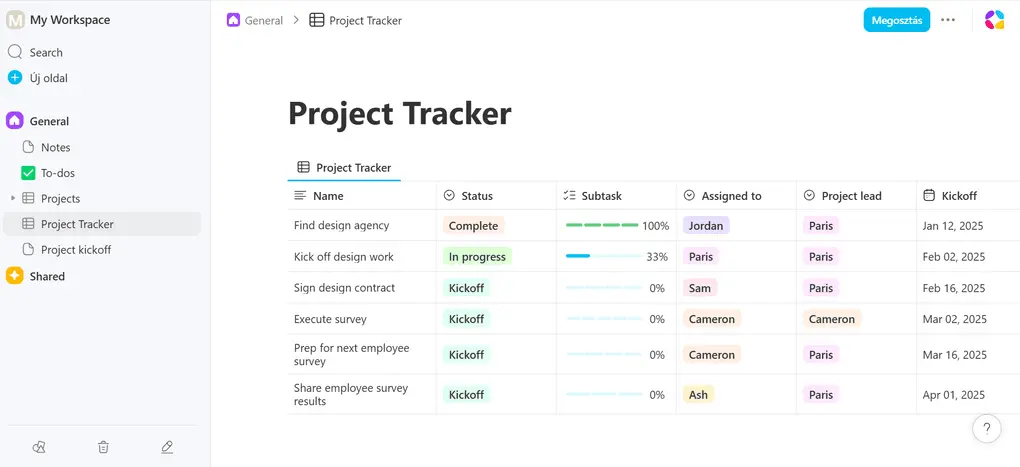 M My Workspace
General
Project Tracker
Megosztás
Search
Új oldal
General
Notes
To-dos
Projects
Project Tracker
Project kickoff
Shared
Project Tracker
Project Tracker
Name Status Subtask Assigned to Project lead Kickoff
Find design agency Complete 100% Jordan Paris Jan 12, 2025
Kick off design work In progress 33% Paris Paris Feb 02, 2025
Sign design contract Kickoff 0% Sam Paris Feb 16, 2025
Execute survey Kickoff 0% Cameron Cameron Mar 02, 2025
Prep for next employee
survey Kickoff 0% Cameron Paris Mar 16, 2025
Share employee survey
results Kickoff 0% Ash Paris Apr 01, 2025
?